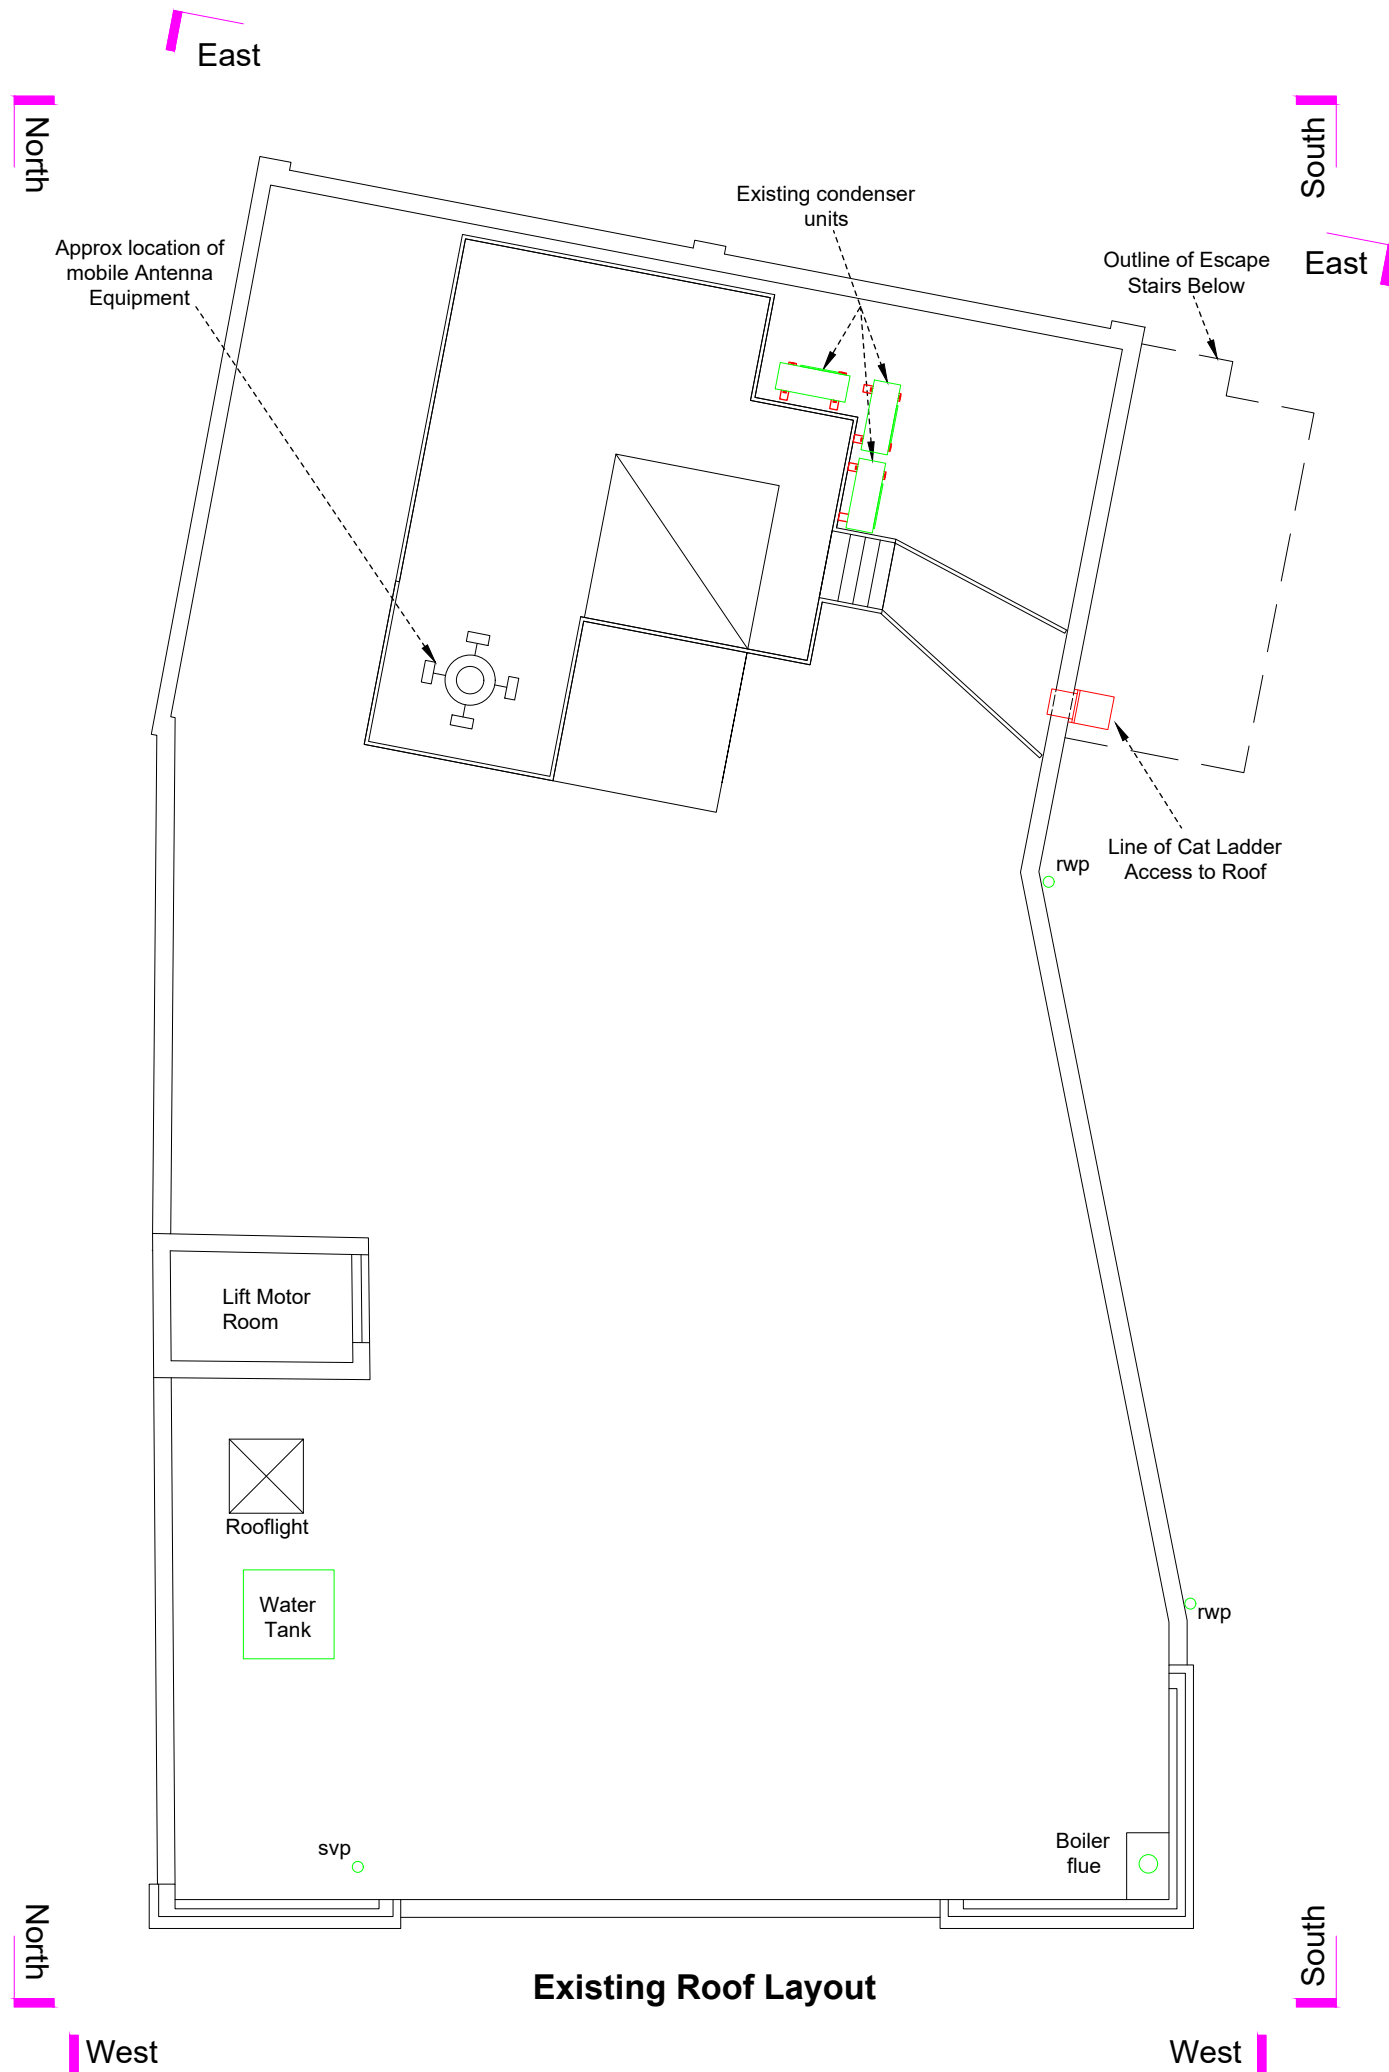 East
North
South
Existing condenser
units
Approx location of
mobile Antenna
Equipment
Outline of Escape
Stairs Below
East
Line of Cat Ladder
Access to Roof
rwp
Lift Motor
Room
Rooflight
Water
Tank
rwp
svp
Boiler
flue
North
South
Existing Roof Layout
West
West